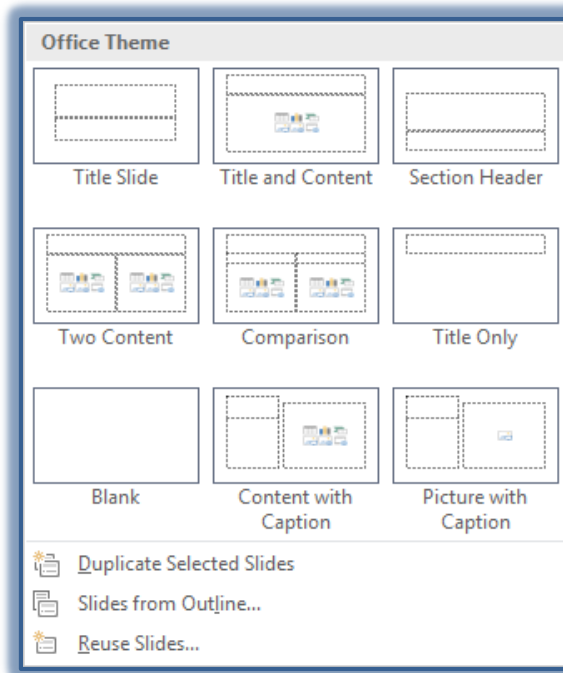 Office Theme
Title Slide
Title and Content
Section Header
Two Content
Comparison
Title Only
Blank
Content with
Caption
Picture with
Caption
Duplicate Selected Slides
Slides from Outline...
Reuse Slides...